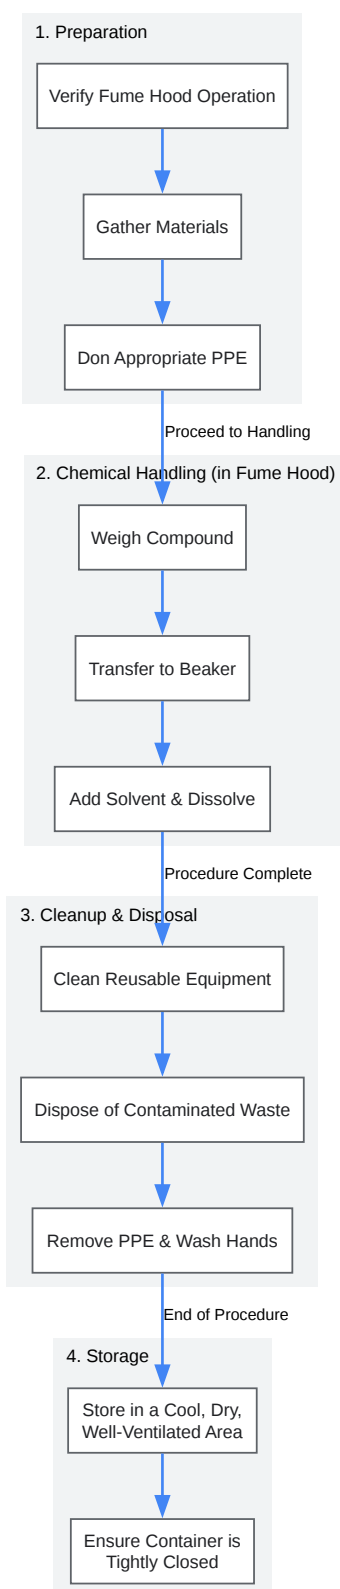 1. Preparation
Verify Fume Hood Operation
Gather Materials
Don Appropriate PPE
Proceed to Handling
2. Chemical Handling (in Fume Hood)
Weigh Compound
Transfer to Beaker
Add Solvent & Dissolve
Procedure Complete
3. Cleanup & Disposal
Clean Reusable Equipment
Dispose of Contaminated Waste
Remove PPE & Wash Hands
End of Procedure
4. Storage
Store in a Cool, Dry,
Well-Ventilated Area
Ensure Container is
Tightly Closed